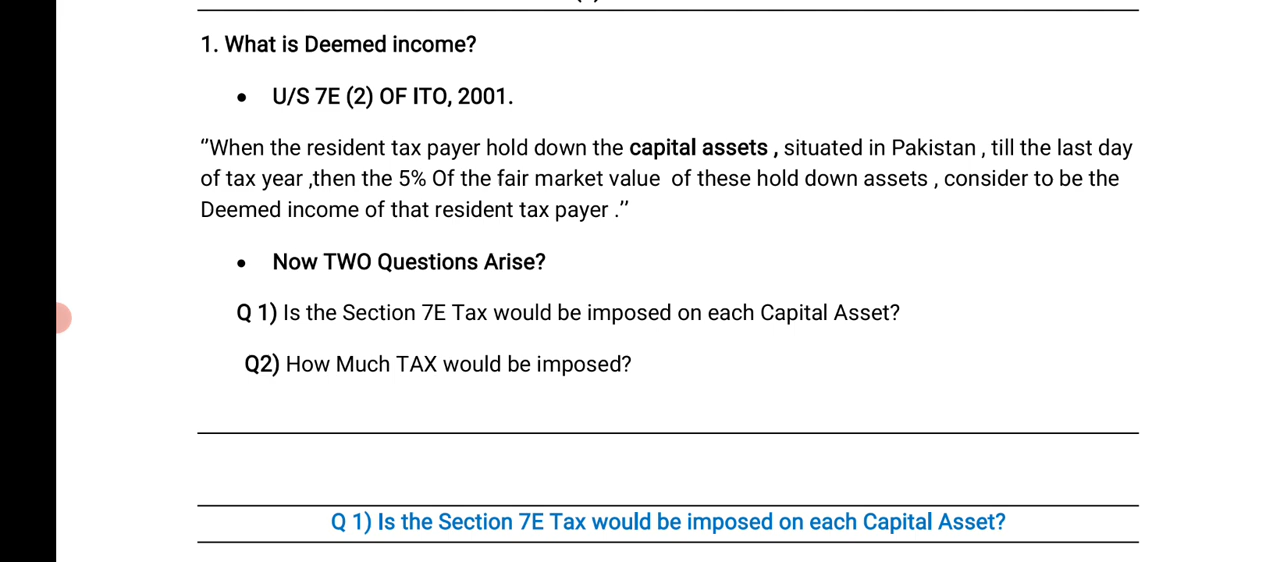 1. What is Deemed income?
• U/S 7E (2) OF ITO, 2001.
“When the resident tax payer hold down the capital assets , situated in Pakistan , till the last day
of tax year ,then the 5% Of the fair market value of these hold down assets , consider to be the
Deemed income of that resident tax payer .”
• Now TWO Questions Arise?
Q 1) Is the Section 7E Tax would be imposed on each Capital Asset?
Q2) How Much TAX would be imposed?
Q 1) Is the Section 7E Tax would be imposed on each Capital Asset?